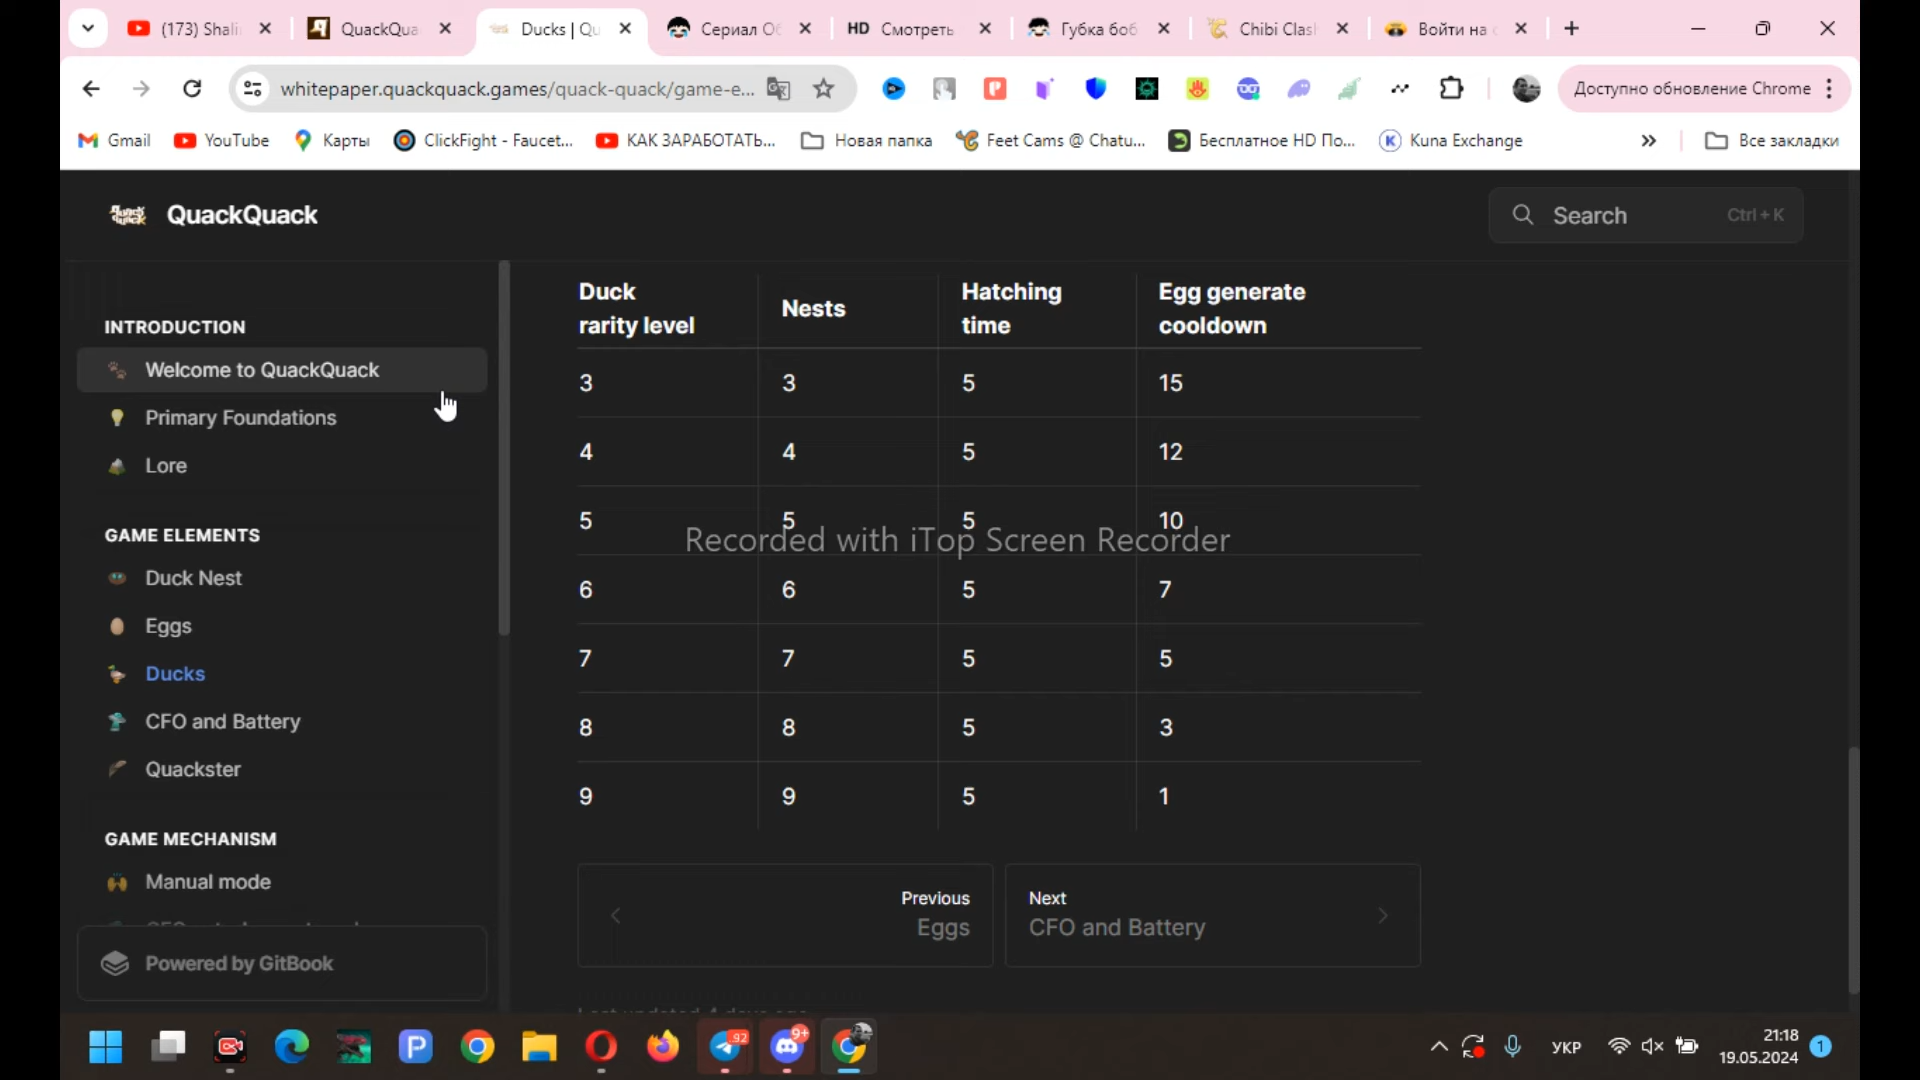 (173) Shali
QuackQua
Ducks | Qu
Сериал Об
HD Смотреть
Губка боб
Chibi Clas
Войти на с
whitepaper.quackquack.games/quack-quack/game-e...
Доступно обновление Chrome
Gmail
YouTube
Карты
ClickFight - Faucet...
КАК ЗАРАБОТАТЬ...
Новая папка
Feet Cams @ Chatu...
Бесплатное HD По...
Kuna Exchange
Все закладки
QuackQuack
Search Ctrl + K
INTRODUCTION
Welcome to QuackQuack
Primary Foundations
Lore
GAME ELEMENTS
Duck Nest
Eggs
Ducks
CFO and Battery
Quackster
GAME MECHANISM
Manual mode
Powered by GitBook
Duck rarity level Nests Hatching time Egg generate cooldown
3 3 5 15
4 4 5 12
5 5 5 10
Recorded with iTop Screen Recorder
6 6 5 7
7 7 5 5
8 8 5 3
9 9 5 1
Previous
Eggs
Next
CFO and Battery
92
9+
УКР
21:18
19.05.2024
1